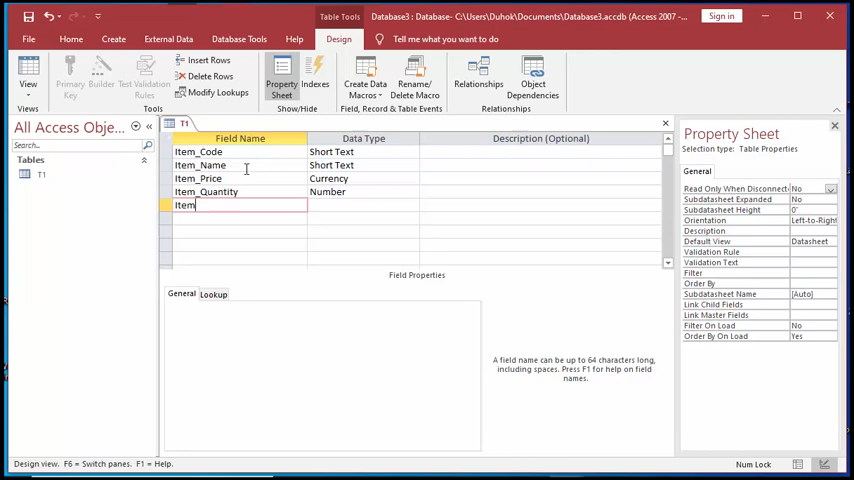 Table Tools
Database3 : Database- C:\Users\Duhok\Documents\Database3.accdb (Access 2007 - ...
Sign in
File
Home
Create
External Data
Database Tools
Help
Design
Tell me what you want to do
View
Primary Key
Builder
Test Validation Rules
Insert Rows
Delete Rows
Modify Lookups
Property Sheet
Indexes
Create Data Macros
Rename/ Delete Macro
Relationships
Object Dependencies
Views
Tools
Show/Hide
Field, Record & Table Events
Relationships
All Access Obje...
Search...
Tables
T1
T1
Field Name Data Type Description (Optional)
Item_Code Short Text
Item_Name Short Text
Item_Price Currency
Item_Quantity Number
Item
Field Properties
General
Lookup
A field name can be up to 64 characters long,
including spaces. Press F1 for help on field
names.
Property Sheet
Selection type: Table Properties
General
Read Only When Disconnect No
Subdatasheet Expanded No
Subdatasheet Height 0"
Orientation Left-to-Right
Description
Default View Datasheet
Validation Rule
Validation Text
Filter
Order By
Subdatasheet Name [Auto]
Link Child Fields
Link Master Fields
Filter On Load No
Order By On Load Yes
Design view. F6 = Switch panes. F1 = Help.
Num Lock